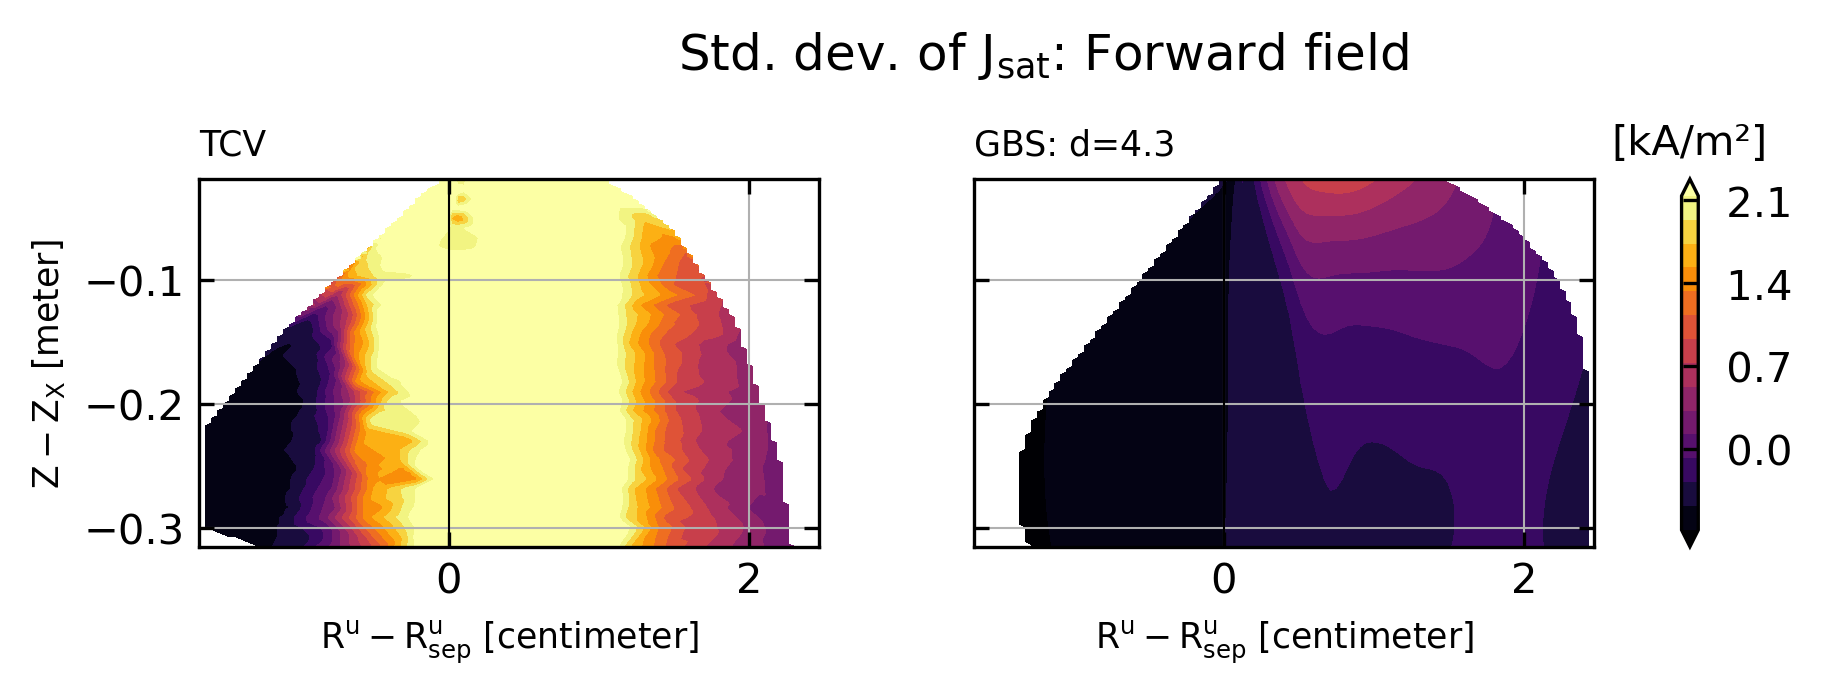 Std. dev. of J_sat: Forward field
TCV
GBS: d=4.3
[kA/m²]
Z − Z_X [meter]
−0.1
−0.2
−0.3
0
2
0
2
2.1
1.4
0.7
0.0
R^u − R^u_sep [centimeter]
R^u − R^u_sep [centimeter]